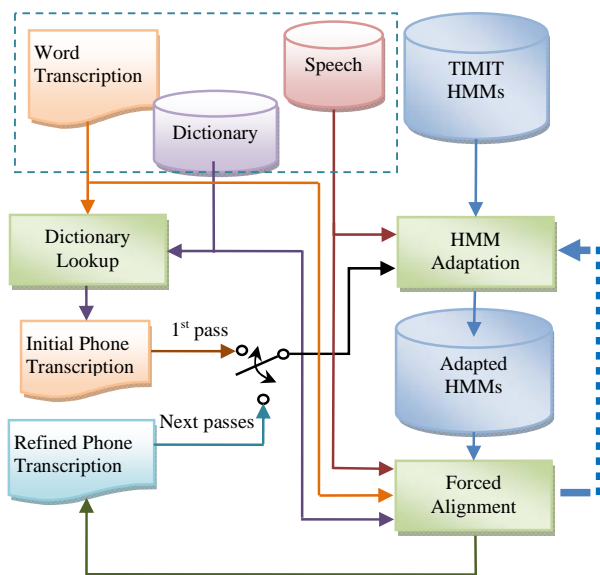 Word
Transcription
Dictionary
Speech
TIMIT
HMMs
Dictionary
Lookup
HMM
Adaptation
Initial Phone
Transcription
1st pass
Adapted
HMMs
Next passes
Refined Phone
Transcription
Forced
Alignment